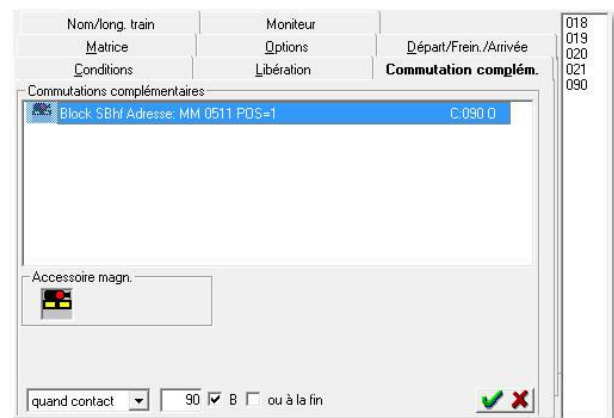 Nom/long. train Moniteur
Matrice Options Départ/Frein./Arrivée
Conditions Libération Commutation complém.
Commutations complémentaires
Block SBhf Adresse: MM 0511 POS=1 C:090 O
Accessoire magn.
quand contact 90 B ou à la fin
018
019
020
021
090